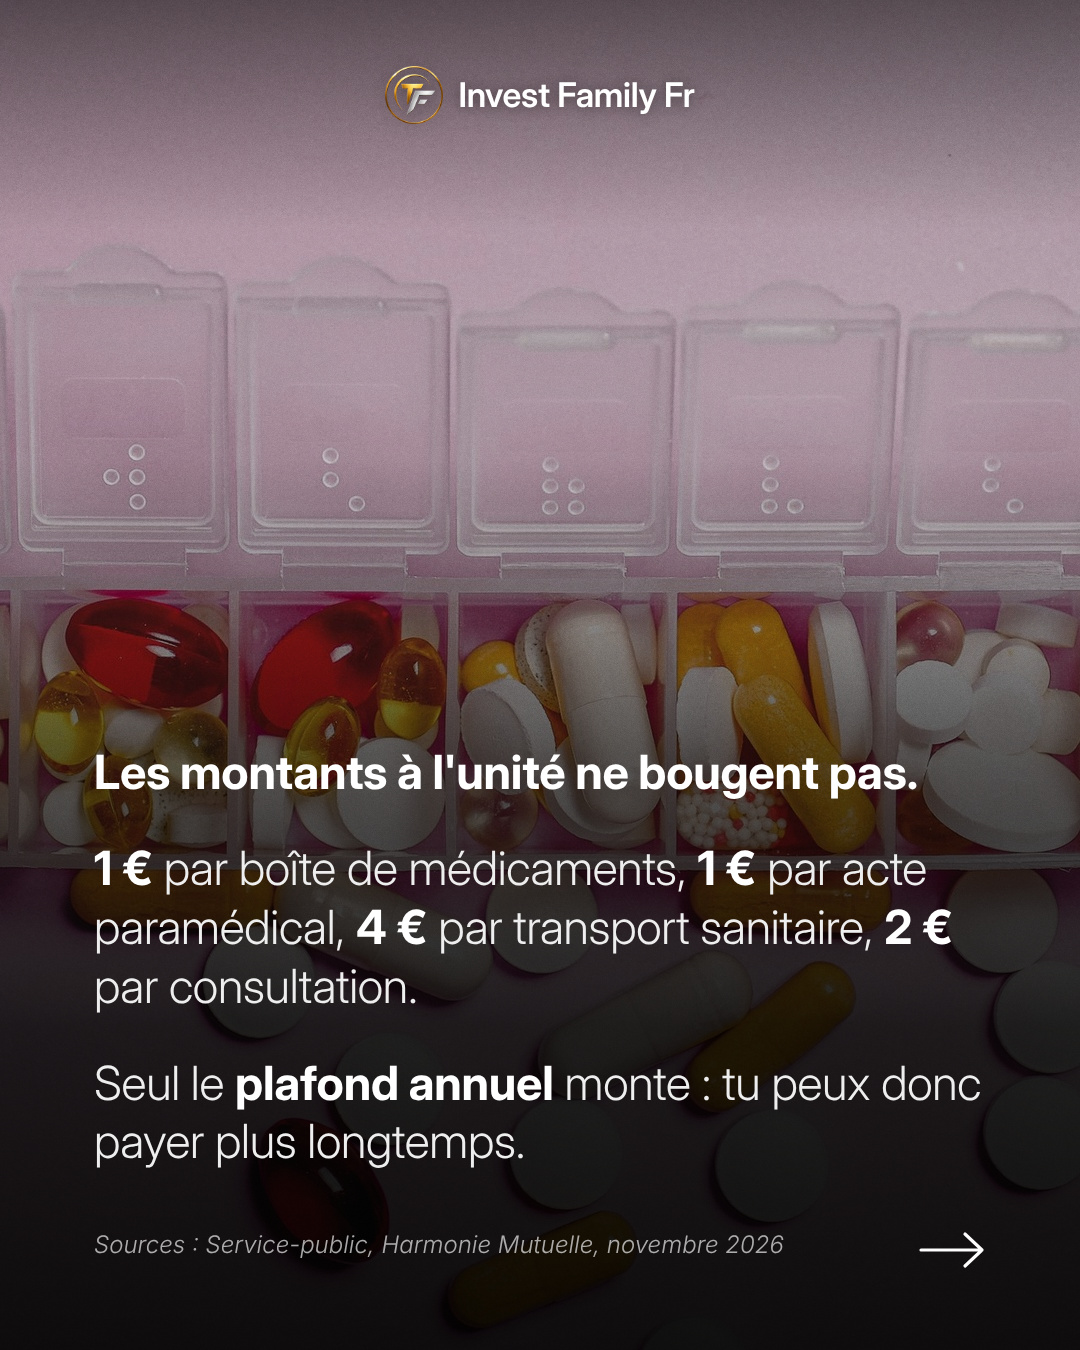 Invest Family Fr
Les montants à l'unité ne bougent pas.
1 € par boîte de médicaments, 1 € par acte
paramédical, 4 € par transport sanitaire, 2 €
par consultation.
Seul le plafond annuel monte : tu peux donc
payer plus longtemps.
Sources : Service-public, Harmonie Mutuelle, novembre 2026